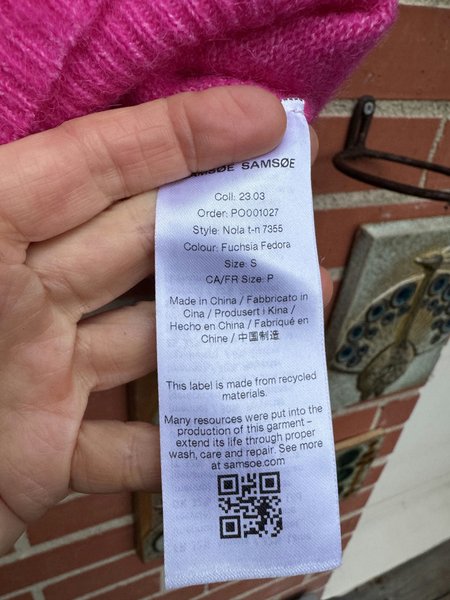 SAMSØE
Coll: 23.03
Order: PO001027
Style: Nola t-n 7355
Colour: Fuchsia Fedora
Size: S
CA/FR Size: P
Made in China / Fabbricato in
Cina / Produsert i Kina /
Hecho en China / Fabriqué en
Chine / 中国制造
This label is made from recycled
materials.
Many resources were put into the
production of this garment –
extend its life through proper
wash, care and repair. See more
at samsoe.com